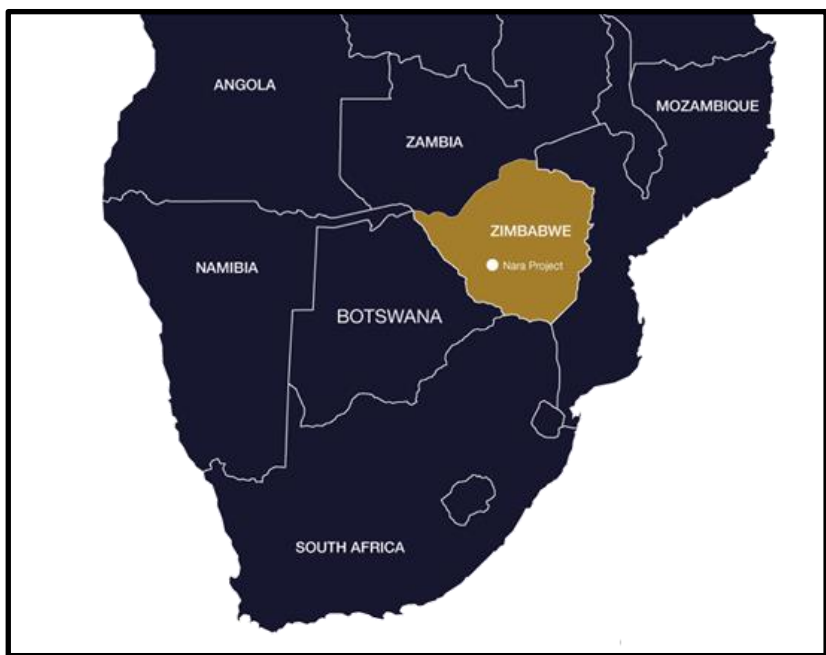 ANGOLA
MOZAMBIQUE
ZAMBIA
ZIMBABWE
NAMIBIA
Nara Project
BOTSWANA
SOUTH AFRICA